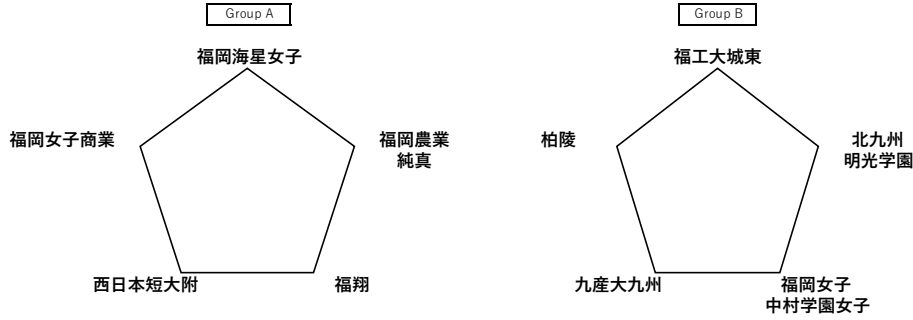 Group A
福岡海星女子
福岡女子商業
福岡農業
純真
西日本短大附
福翔
Group B
福工大城東
柏陵
北九州
明光学園
九産大九州
福岡女子
中村学園女子